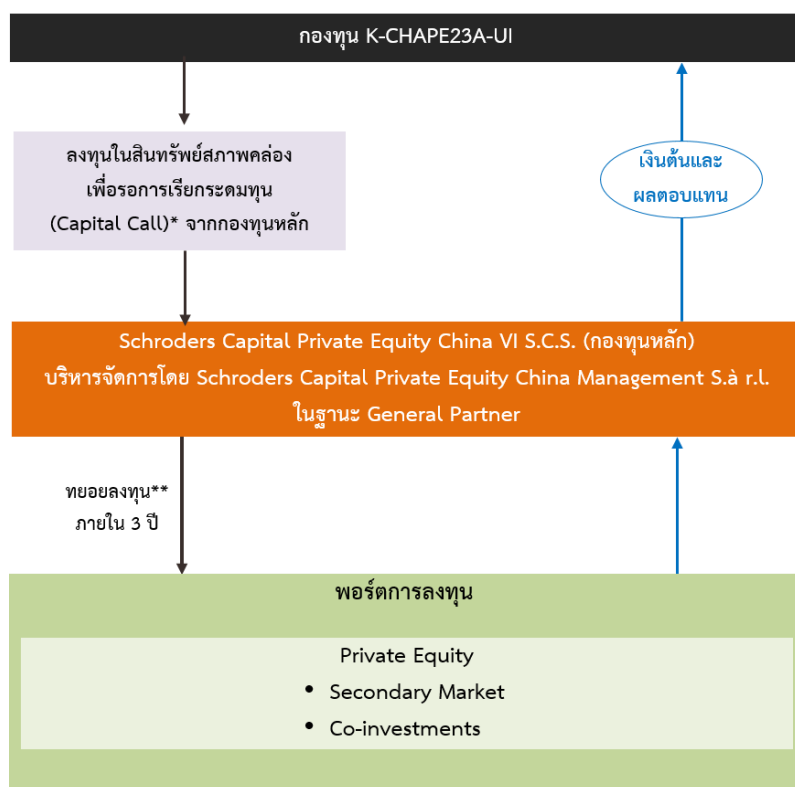 กองทุน K-CHAPE23A-UI
ลงทุนในสินทรัพย์สภาพคล่อง
เพื่อรอการเรียกระดมทุน
(Capital Call)* จากกองทุนหลัก
เงินต้นและ
ผลตอบแทน
Schroders Capital Private Equity China VI S.C.S. (กองทุนหลัก)
บริหารจัดการโดย Schroders Capital Private Equity China Management S.à r.l.
ในฐานะ General Partner
ทยอยลงทุน**
ภายใน 3 ปี
พอร์ตการลงทุน
Private Equity
• Secondary Market
• Co-investments